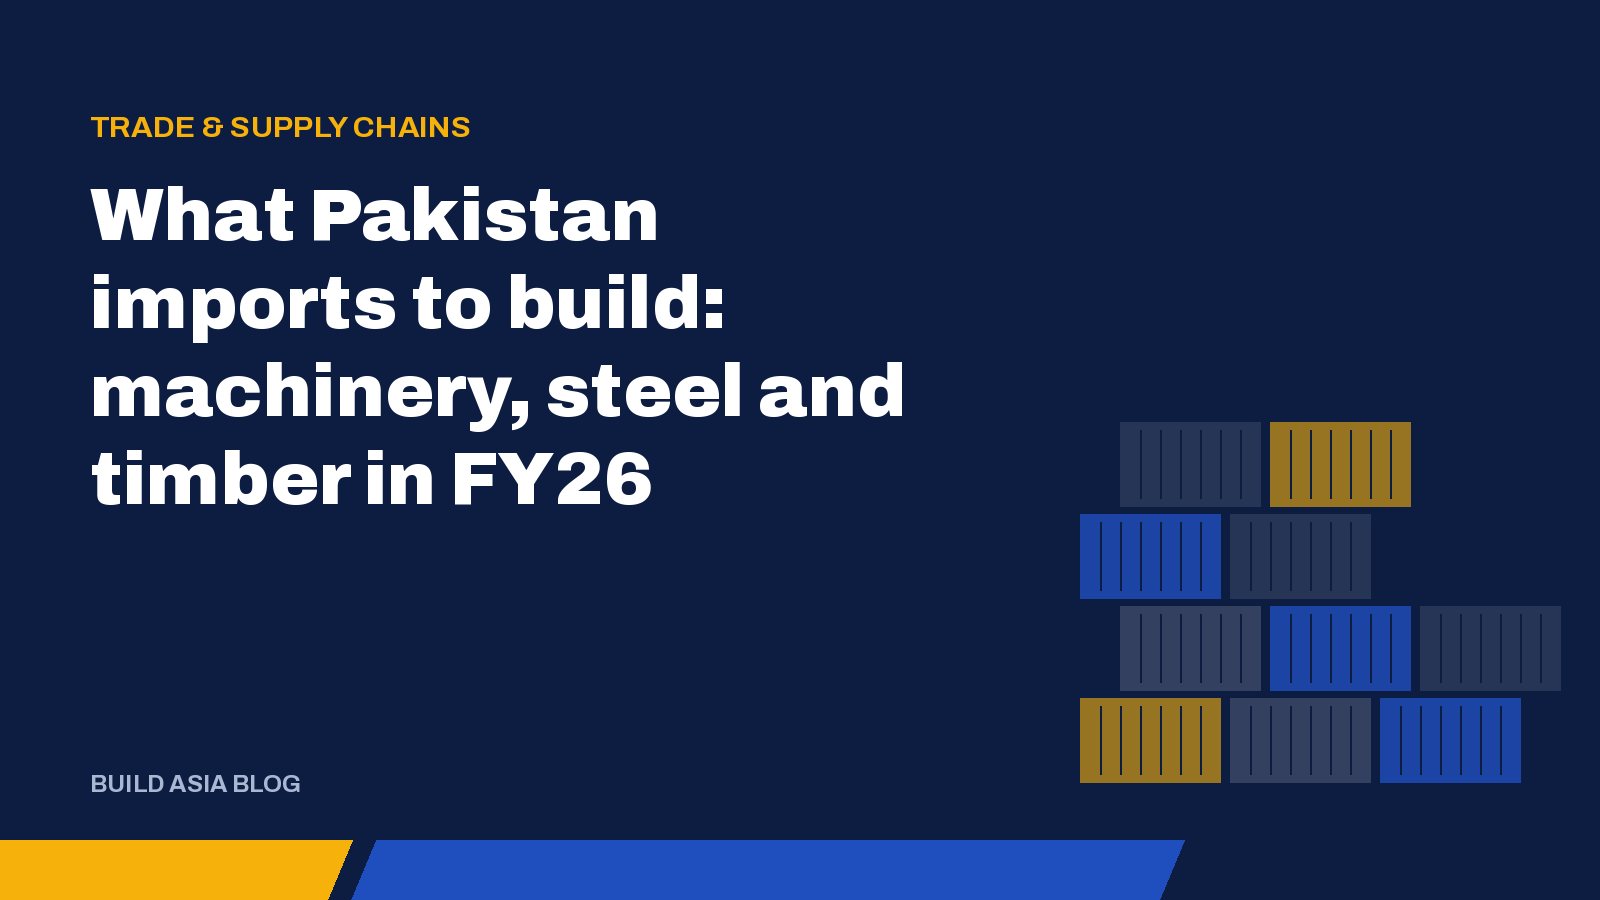 TRADE & SUPPLY CHAINS
What Pakistan
imports to build:
machinery, steel and
timber in FY26
BUILD ASIA BLOG